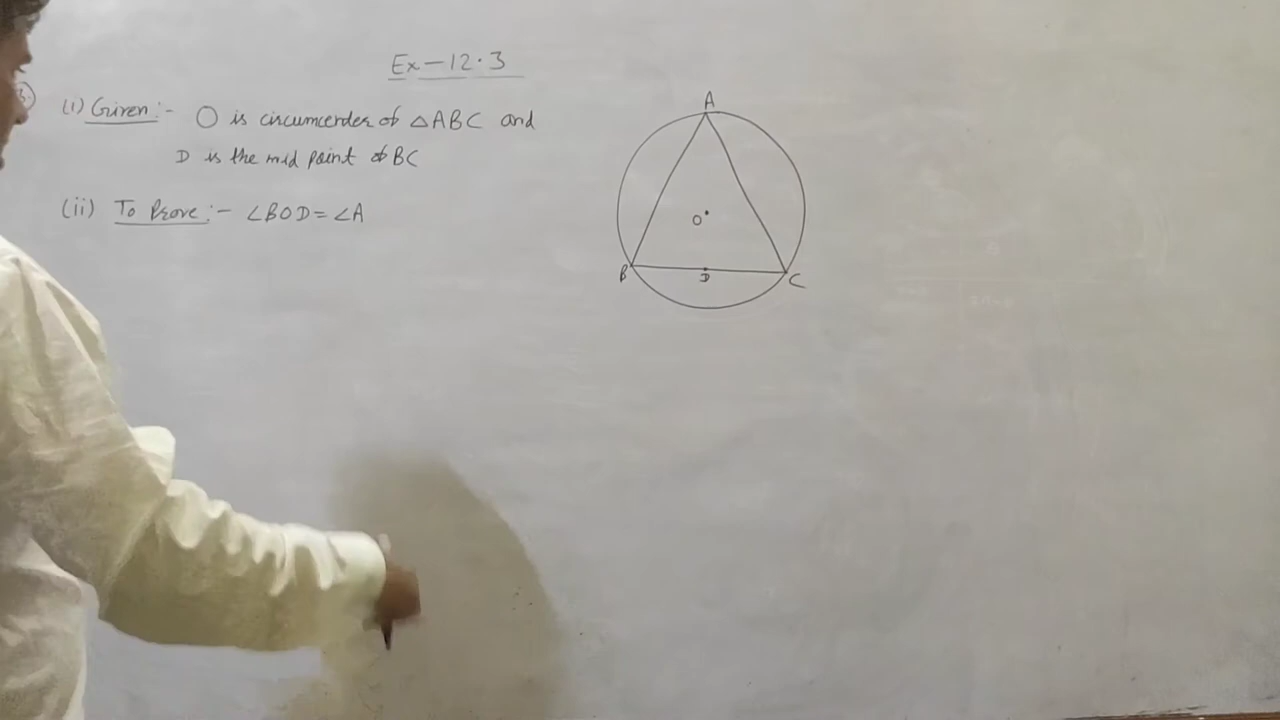 Ex-12.3
(i) Given:- O is circumcenter of △ABC and
D is the mid point of BC
(ii) To Prove:- ∠BOD=∠A
A
O
B
D
C